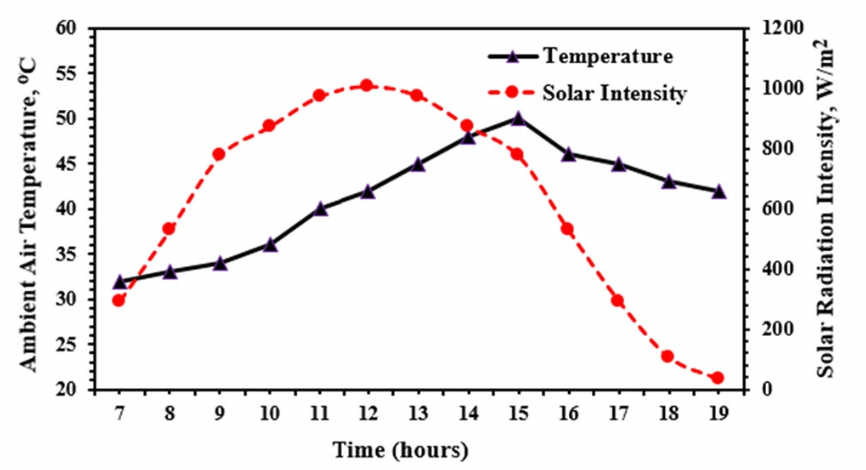 60
55
50
45
40
35
30
25
20
Ambient Air Temperature, ⁰C
1200
1000
800
600
400
200
0
Solar Radiation Intensity, W/m²
Temperature
Solar Intensity
7 8 9 10 11 12 13 14 15 16 17 18 19
Time (hours)